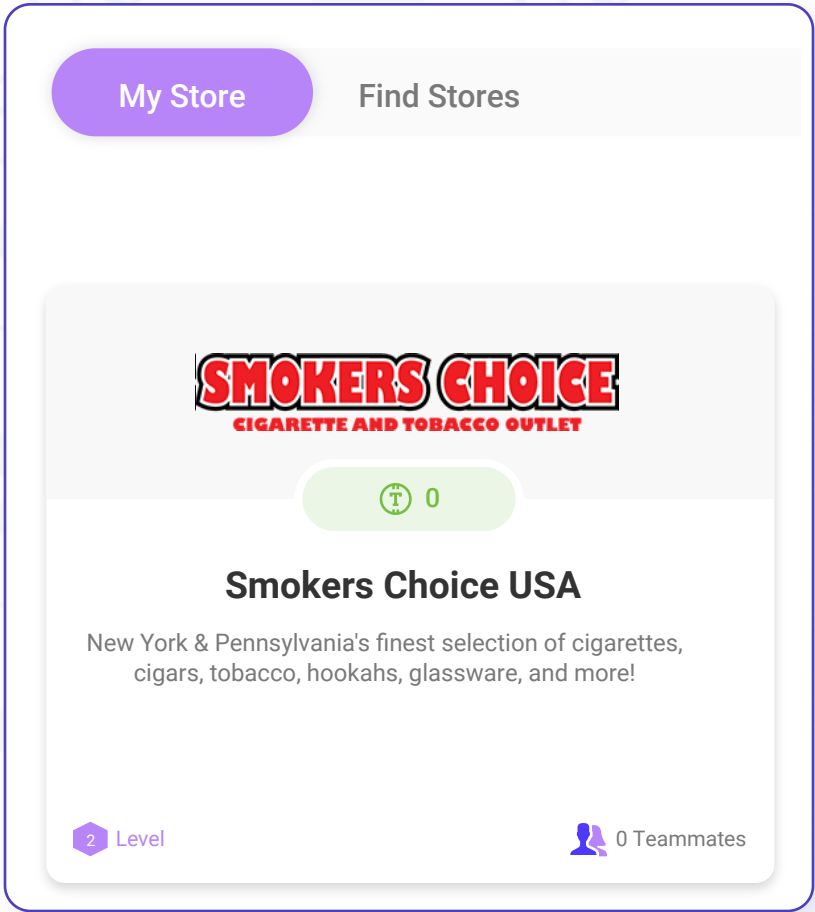 My Store
Find Stores
SMOKERS CHOICE
CIGARETTE AND TOBACCO OUTLET
T 0
Smokers Choice USA
New York & Pennsylvania's finest selection of cigarettes,
cigars, tobacco, hookahs, glassware, and more!
2 Level
0 Teammates